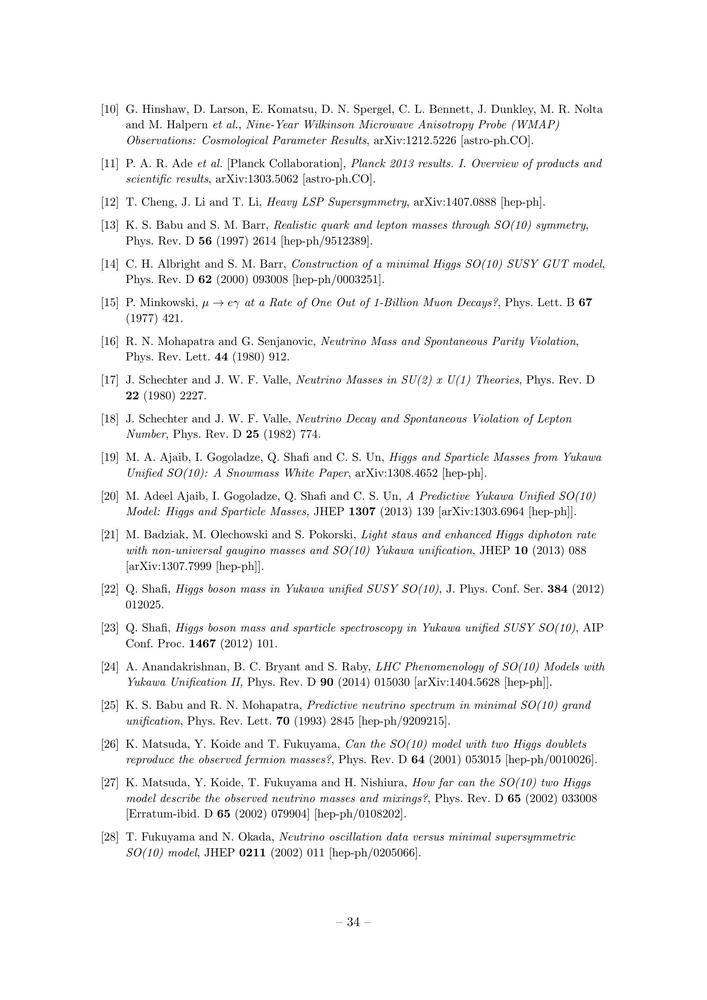 [10] G. Hinshaw, D. Larson, E. Komatsu, D. N. Spergel, C. L. Bennett, J. Dunkley, M. R. Nolta
and M. Halpern et al., Nine-Year Wilkinson Microwave Anisotropy Probe (WMAP)
Observations: Cosmological Parameter Results, arXiv:1212.5226 [astro-ph.CO].
[11] P. A. R. Ade et al. [Planck Collaboration], Planck 2013 results. I. Overview of products and
scientific results, arXiv:1303.5062 [astro-ph.CO].
[12] T. Cheng, J. Li and T. Li, Heavy LSP Supersymmetry, arXiv:1407.0888 [hep-ph].
[13] K. S. Babu and S. M. Barr, Realistic quark and lepton masses through SO(10) symmetry,
Phys. Rev. D 56 (1997) 2614 [hep-ph/9512389].
[14] C. H. Albright and S. M. Barr, Construction of a minimal Higgs SO(10) SUSY GUT model,
Phys. Rev. D 62 (2000) 093008 [hep-ph/0003251].
[15] P. Minkowski, μ → eγ at a Rate of One Out of 1-Billion Muon Decays?, Phys. Lett. B 67
(1977) 421.
[16] R. N. Mohapatra and G. Senjanovic, Neutrino Mass and Spontaneous Parity Violation,
Phys. Rev. Lett. 44 (1980) 912.
[17] J. Schechter and J. W. F. Valle, Neutrino Masses in SU(2) x U(1) Theories, Phys. Rev. D
22 (1980) 2227.
[18] J. Schechter and J. W. F. Valle, Neutrino Decay and Spontaneous Violation of Lepton
Number, Phys. Rev. D 25 (1982) 774.
[19] M. A. Ajaib, I. Gogoladze, Q. Shafi and C. S. Un, Higgs and Sparticle Masses from Yukawa
Unified SO(10): A Snowmass White Paper, arXiv:1308.4652 [hep-ph].
[20] M. Adeel Ajaib, I. Gogoladze, Q. Shafi and C. S. Un, A Predictive Yukawa Unified SO(10)
Model: Higgs and Sparticle Masses, JHEP 1307 (2013) 139 [arXiv:1303.6964 [hep-ph]].
[21] M. Badziak, M. Olechowski and S. Pokorski, Light staus and enhanced Higgs diphoton rate
with non-universal gaugino masses and SO(10) Yukawa unification, JHEP 10 (2013) 088
[arXiv:1307.7999 [hep-ph]].
[22] Q. Shafi, Higgs boson mass in Yukawa unified SUSY SO(10), J. Phys. Conf. Ser. 384 (2012)
012025.
[23] Q. Shafi, Higgs boson mass and sparticle spectroscopy in Yukawa unified SUSY SO(10), AIP
Conf. Proc. 1467 (2012) 101.
[24] A. Anandakrishnan, B. C. Bryant and S. Raby, LHC Phenomenology of SO(10) Models with
Yukawa Unification II, Phys. Rev. D 90 (2014) 015030 [arXiv:1404.5628 [hep-ph]].
[25] K. S. Babu and R. N. Mohapatra, Predictive neutrino spectrum in minimal SO(10) grand
unification, Phys. Rev. Lett. 70 (1993) 2845 [hep-ph/9209215].
[26] K. Matsuda, Y. Koide and T. Fukuyama, Can the SO(10) model with two Higgs doublets
reproduce the observed fermion masses?, Phys. Rev. D 64 (2001) 053015 [hep-ph/0010026].
[27] K. Matsuda, Y. Koide, T. Fukuyama and H. Nishiura, How far can the SO(10) two Higgs
model describe the observed neutrino masses and mixings?, Phys. Rev. D 65 (2002) 033008
[Erratum-ibid. D 65 (2002) 079904] [hep-ph/0108202].
[28] T. Fukuyama and N. Okada, Neutrino oscillation data versus minimal supersymmetric
SO(10) model, JHEP 0211 (2002) 011 [hep-ph/0205066].
– 34 –